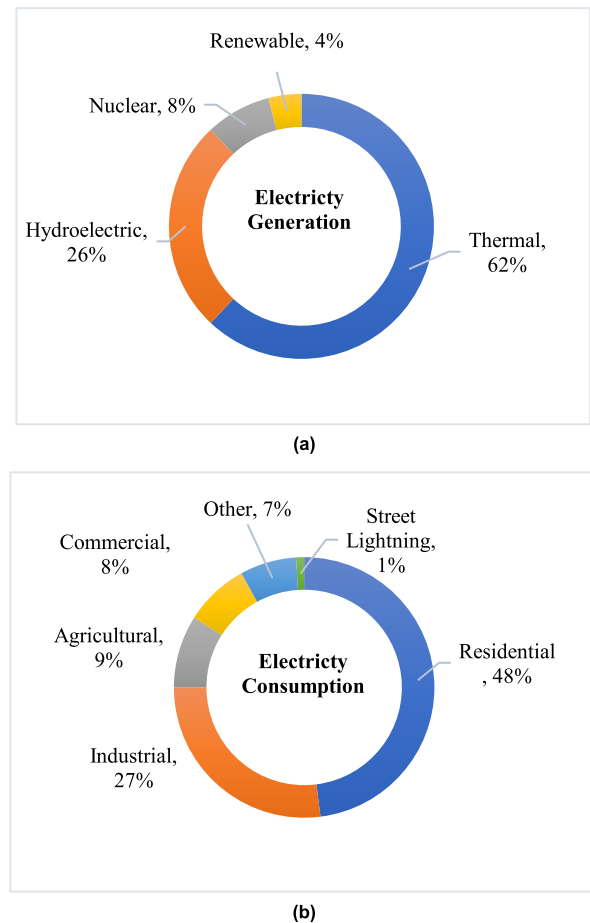 Renewable, 4%
Nuclear, 8%
Electricty
Generation
Hydroelectric,
26%
Thermal,
62%
(a)
Other, 7%
Street
Lightning,
1%
Commercial,
8%
Agricultural,
9%
Electricty
Consumption
Residential
, 48%
Industrial,
27%
(b)